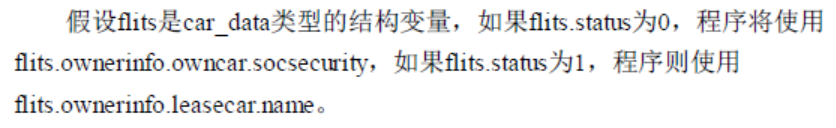 假设flits是car_data类型的结构变量，如果flits.status为0，程序将使用
flits.ownerinfo.owncar.socsecurity，如果flits.status为1，程序则使用
flits.ownerinfo.leasecar.name。